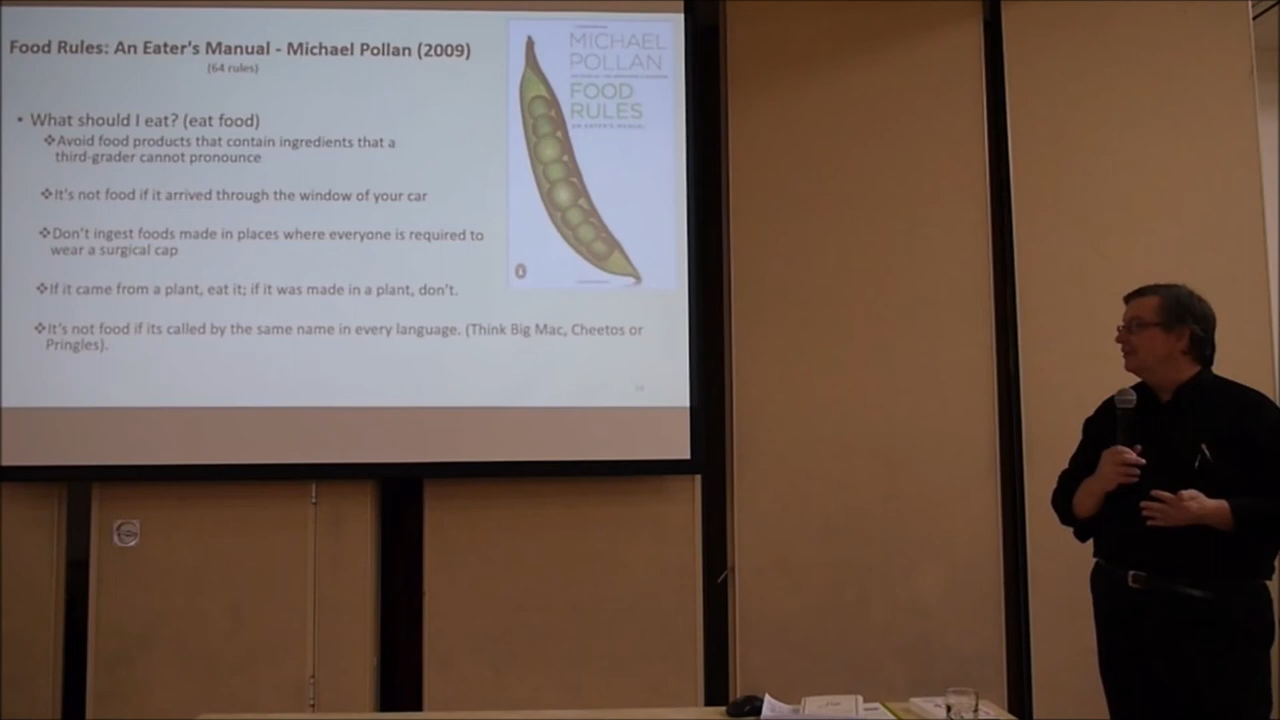 Food Rules: An Eater's Manual - Michael Pollan (2009)
(64 rules)
• What should I eat? (eat food)
❖Avoid food products that contain ingredients that a
third-grader cannot pronounce
❖It's not food if it arrived through the window of your car
❖Don't ingest foods made in places where everyone is required to
wear a surgical cap
❖If it came from a plant, eat it; if it was made in a plant, don't.
❖It's not food if its called by the same name in every language. (Think Big Mac, Cheetos or
Pringles).
MICHAEL
POLLAN
FOOD
RULES
AN EATER'S MANUAL